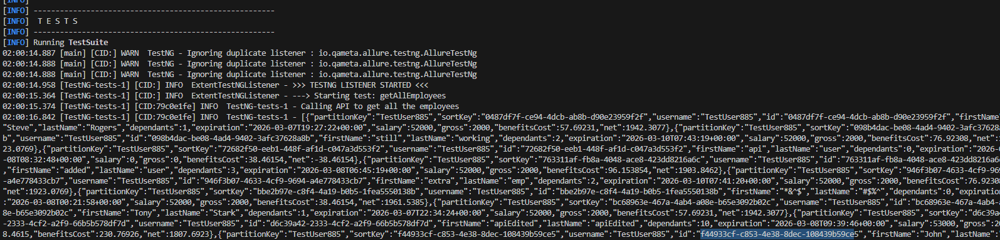 [INFO]
[INFO] -------------------------------------------------------
[INFO]  T E S T S
[INFO] -------------------------------------------------------
[INFO] Running TestSuite
02:00:14.887 [main] [CID:] WARN  TestNG - Ignoring duplicate listener : io.qameta.allure.testng.AllureTestNg
02:00:14.888 [main] [CID:] WARN  TestNG - Ignoring duplicate listener : io.qameta.allure.testng.AllureTestNg
02:00:14.888 [main] [CID:] WARN  TestNG - Ignoring duplicate listener : io.qameta.allure.testng.AllureTestNg
02:00:14.958 [TestNG-tests-1] [CID:] INFO  ExtentTestNGListener - >>> TESTNG LISTENER STARTED <<<
02:00:15.364 [TestNG-tests-1] [CID:] INFO  ExtentTestNGListener - ---> Starting test: getAllEmployees
02:00:15.374 [TestNG-tests-1] [CID:79c0e1fe] INFO  TestNG-tests-1 - Calling API to get all the employees
02:00:16.842 [TestNG-tests-1] [CID:79c0e1fe] INFO  TestNG-tests-1 - [{"partitionKey":"TestUser885","sortKey":"0487df7f-ce94-4dcb-ab8b-d90e23959f2f","username":"TestUser885","id":"0487df7f-ce94-4dcb-ab8b-d90e23959f2f","firstName"
"Steve","lastName":"Rogers","dependants":1,"expiration":"2026-03-07T19:27:22+00:00","salary":52000,"gross":2000,"benefitsCost":57.69231,"net":1942.3077},{"partitionKey":"TestUser885","sortKey":"098b4dac-be08-4ad4-9402-3afc37628a
b","username":"TestUser885","id":"098b4dac-be08-4ad4-9402-3afc37628a8b","firstName":"still","lastName":"working","dependants":2,"expiration":"2026-03-10T07:43:19+00:00","salary":52000,"gross":2000,"benefitsCost":76.92308,"net":1
23.0769},{"partitionKey":"TestUser885","sortKey":"72682f50-eeb1-448f-af1d-c047a3d553f2","username":"TestUser885","id":"72682f50-eeb1-448f-af1d-c047a3d553f2","firstName":"api","lastName":"user","dependants":0,"expiration":"2026-0
-08T08:32:48+00:00","salary":0,"gross":0,"benefitsCost":38.46154,"net":-38.46154},{"partitionKey":"TestUser885","sortKey":"763311af-fb8a-4048-ace8-423dd8216a6c","username":"TestUser885","id":"763311af-fb8a-4048-ace8-423dd8216a6c
,"firstName":"added","lastName":"user","dependants":3,"expiration":"2026-03-08T06:45:19+00:00","salary":52000,"gross":2000,"benefitsCost":96.153854,"net":1903.8462},{"partitionKey":"TestUser885","sortKey":"946f3b07-4633-4cf9-969
-a4e778433cb7","username":"TestUser885","id":"946f3b07-4633-4cf9-9694-a4e778433cb7","firstName":"extra","lastName":"emp","dependants":2,"expiration":"2026-03-10T07:41:20+00:00","salary":52000,"gross":2000,"benefitsCost":76.92308
"net":1923.0769},{"partitionKey":"TestUser885","sortKey":"bbe2b97e-c8f4-4a19-b0b5-1fea5550138b","username":"TestUser885","id":"bbe2b97e-c8f4-4a19-b0b5-1fea5550138b","firstName":"*&^$","lastName":"#$%^","dependants":0,"expiration
:"2026-03-08T00:21:58+00:00","salary":52000,"gross":2000,"benefitsCost":38.46154,"net":1961.5385},{"partitionKey":"TestUser885","sortKey":"bc68963e-467a-4ab4-a08e-b65e3092b02c","username":"TestUser885","id":"bc68963e-467a-4ab4-a
8e-b65e3092b02c","firstName":"Tony","lastName":"Stark","dependants":1,"expiration":"2026-03-07T22:34:24+00:00","salary":52000,"gross":2000,"benefitsCost":57.69231,"net":1942.3077},{"partitionKey":"TestUser885","sortKey":"d6c39a4
-2333-4cf2-a2f9-66b5b578df7d","username":"TestUser885","id":"d6c39a42-2333-4cf2-a2f9-66b5b578df7d","firstName":"apiEdited","lastName":"apiEdited","dependants":10,"expiration":"2026-03-08T09:39:46+00:00","salary":53000,"gross":20
8.4615,"benefitsCost":230.76926,"net":1807.6923},{"partitionKey":"TestUser885","sortKey":"f44933cf-c853-4e38-8dec-108439b59ce5","username":"TestUser885","id":"f44933cf-c853-4e38-8dec-108439b59ce5","firstName":"John","lastName":